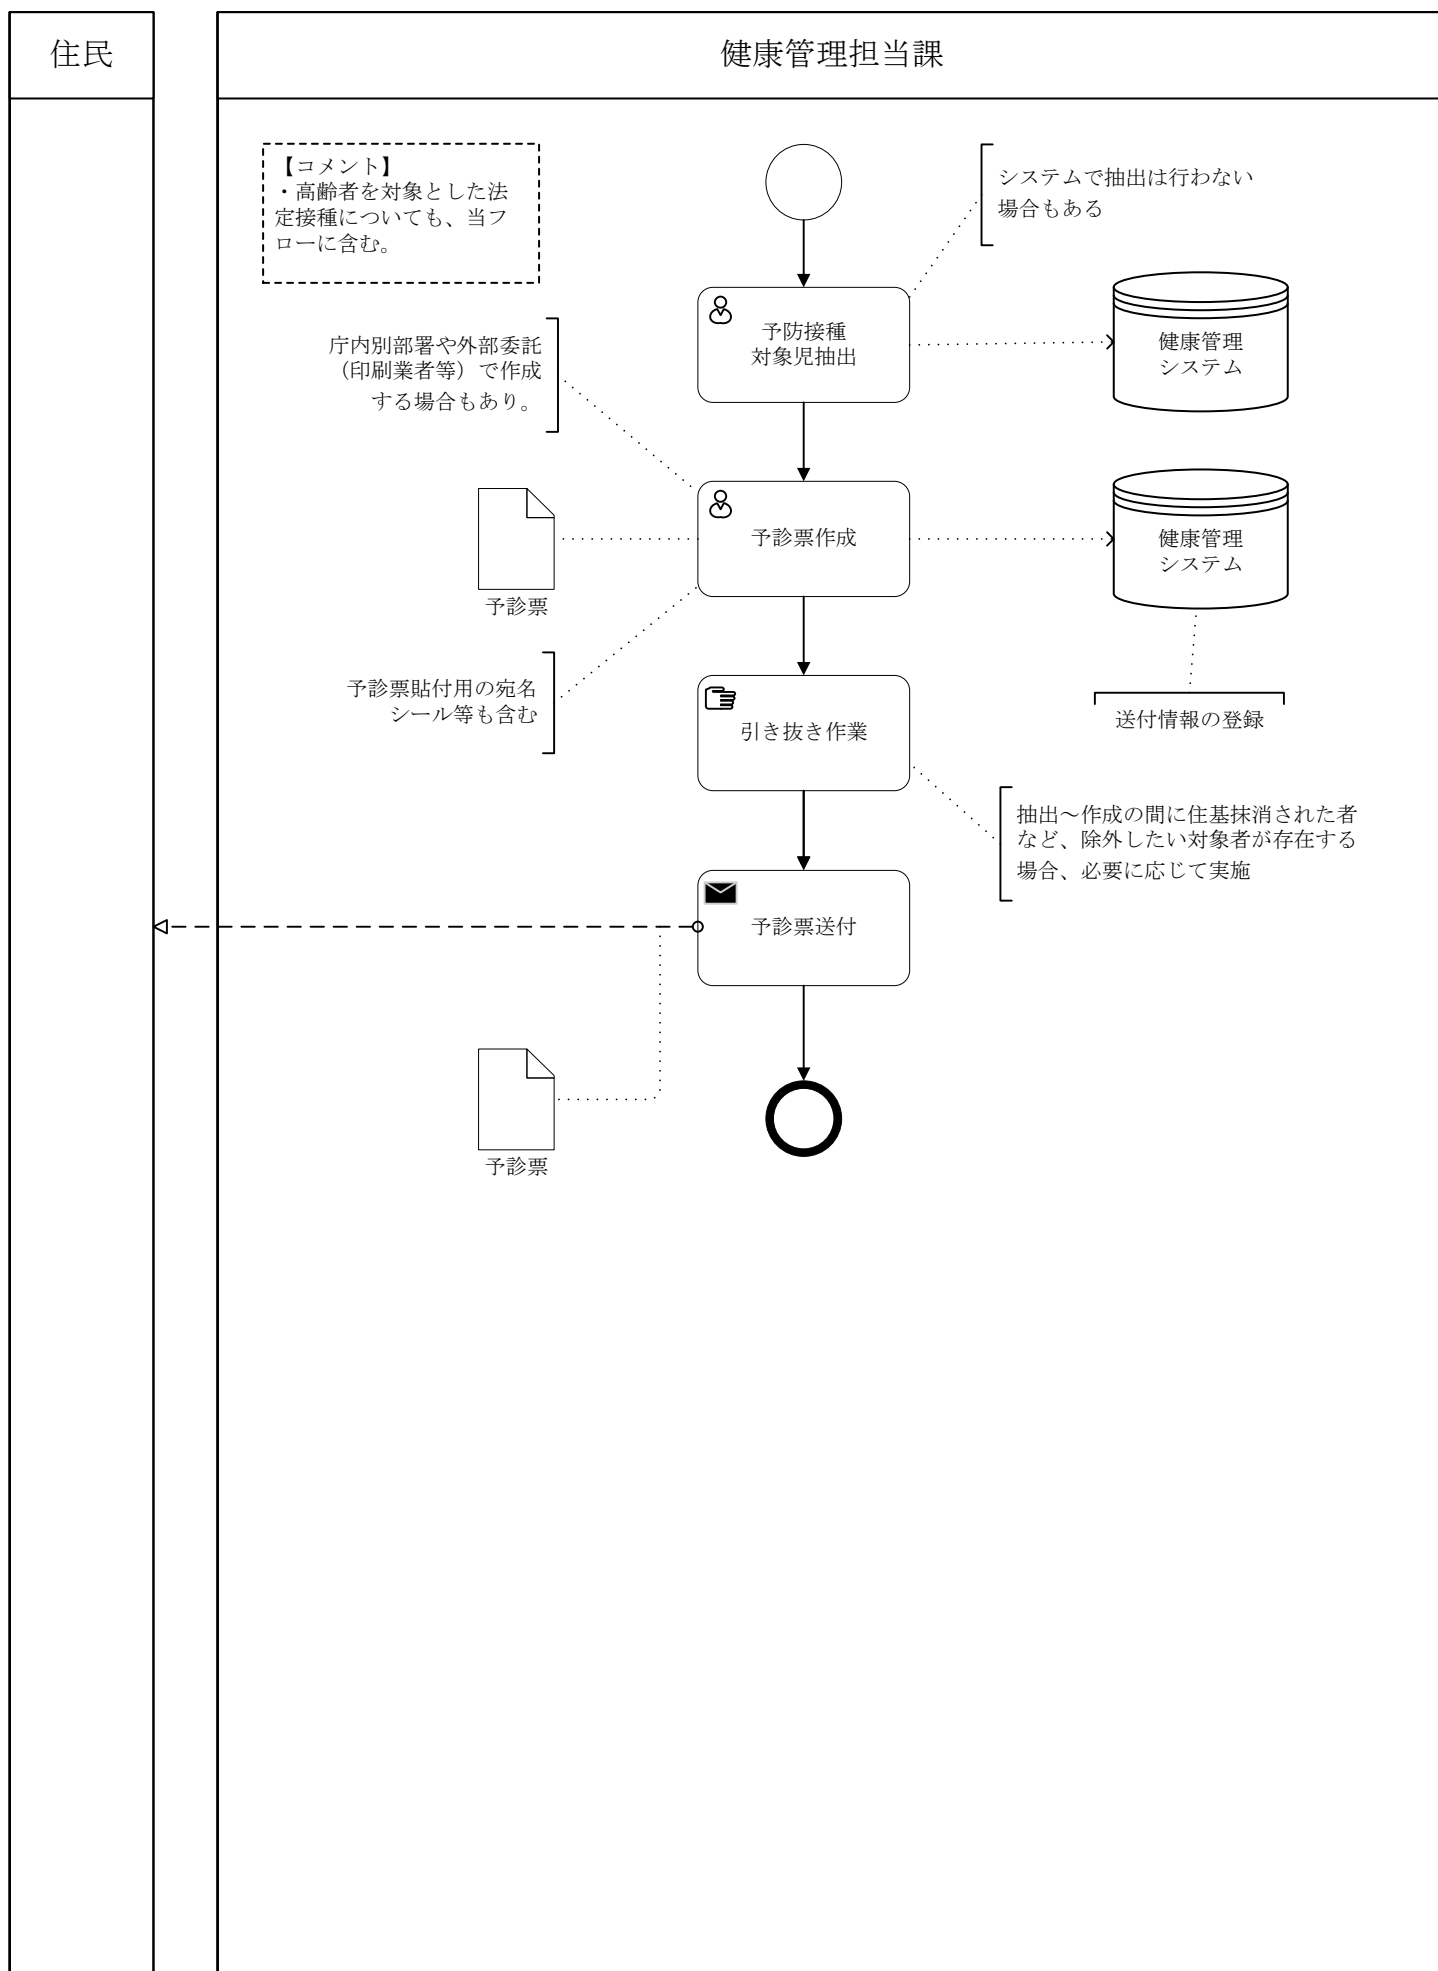 住民
健康管理担当課
【コメント】
・高齢者を対象とした法
定接種についても、当フ
ローに含む。
システムで抽出は行わない
場合もある
予防接種
対象児抽出
健康管理
システム
庁内別部署や外部委託
（印刷業者等）で作成
する場合もあり。
予診票作成
健康管理
システム
予診票
予診票貼付用の宛名
シール等も含む
引き抜き作業
送付情報の登録
抽出～作成の間に住基抹消された者
など、除外したい対象者が存在する
場合、必要に応じて実施
予診票送付
予診票